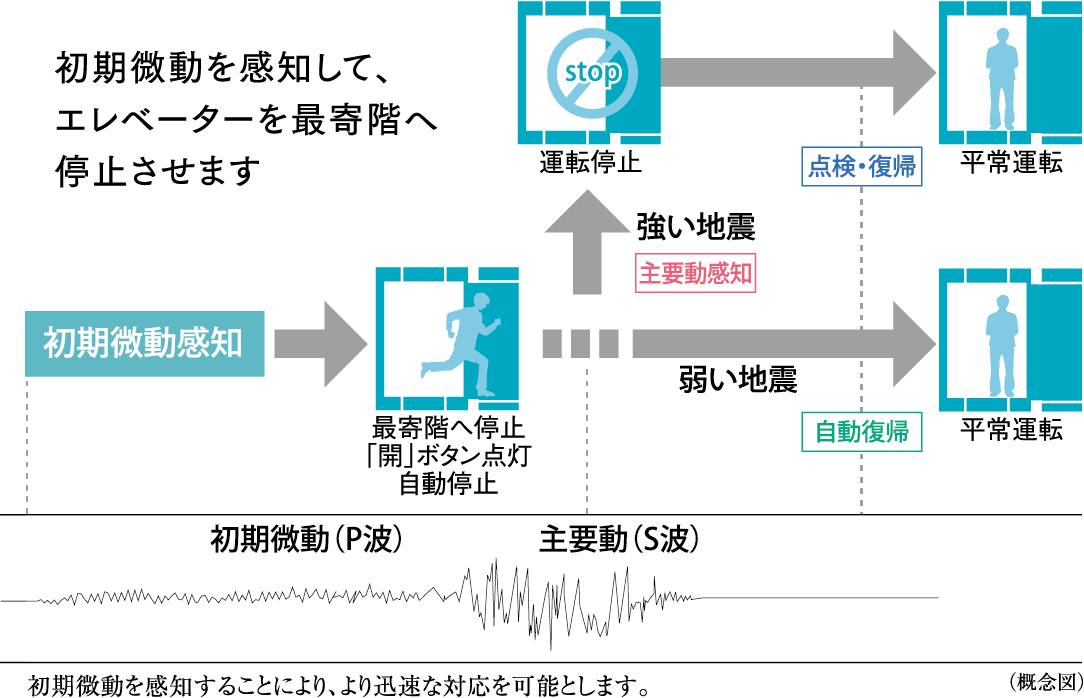 初期微動を感知して、
エレベーターを最寄階へ
停止させます
stop
運転停止
点検・復帰
平常運転
強い地震
主要動感知
初期微動感知
最寄階へ停止
「開」ボタン点灯
自動停止
弱い地震
自動復帰
平常運転
初期微動（P波）
主要動（S波）
初期微動を感知することにより、より迅速な対応を可能とします。
（概念図）